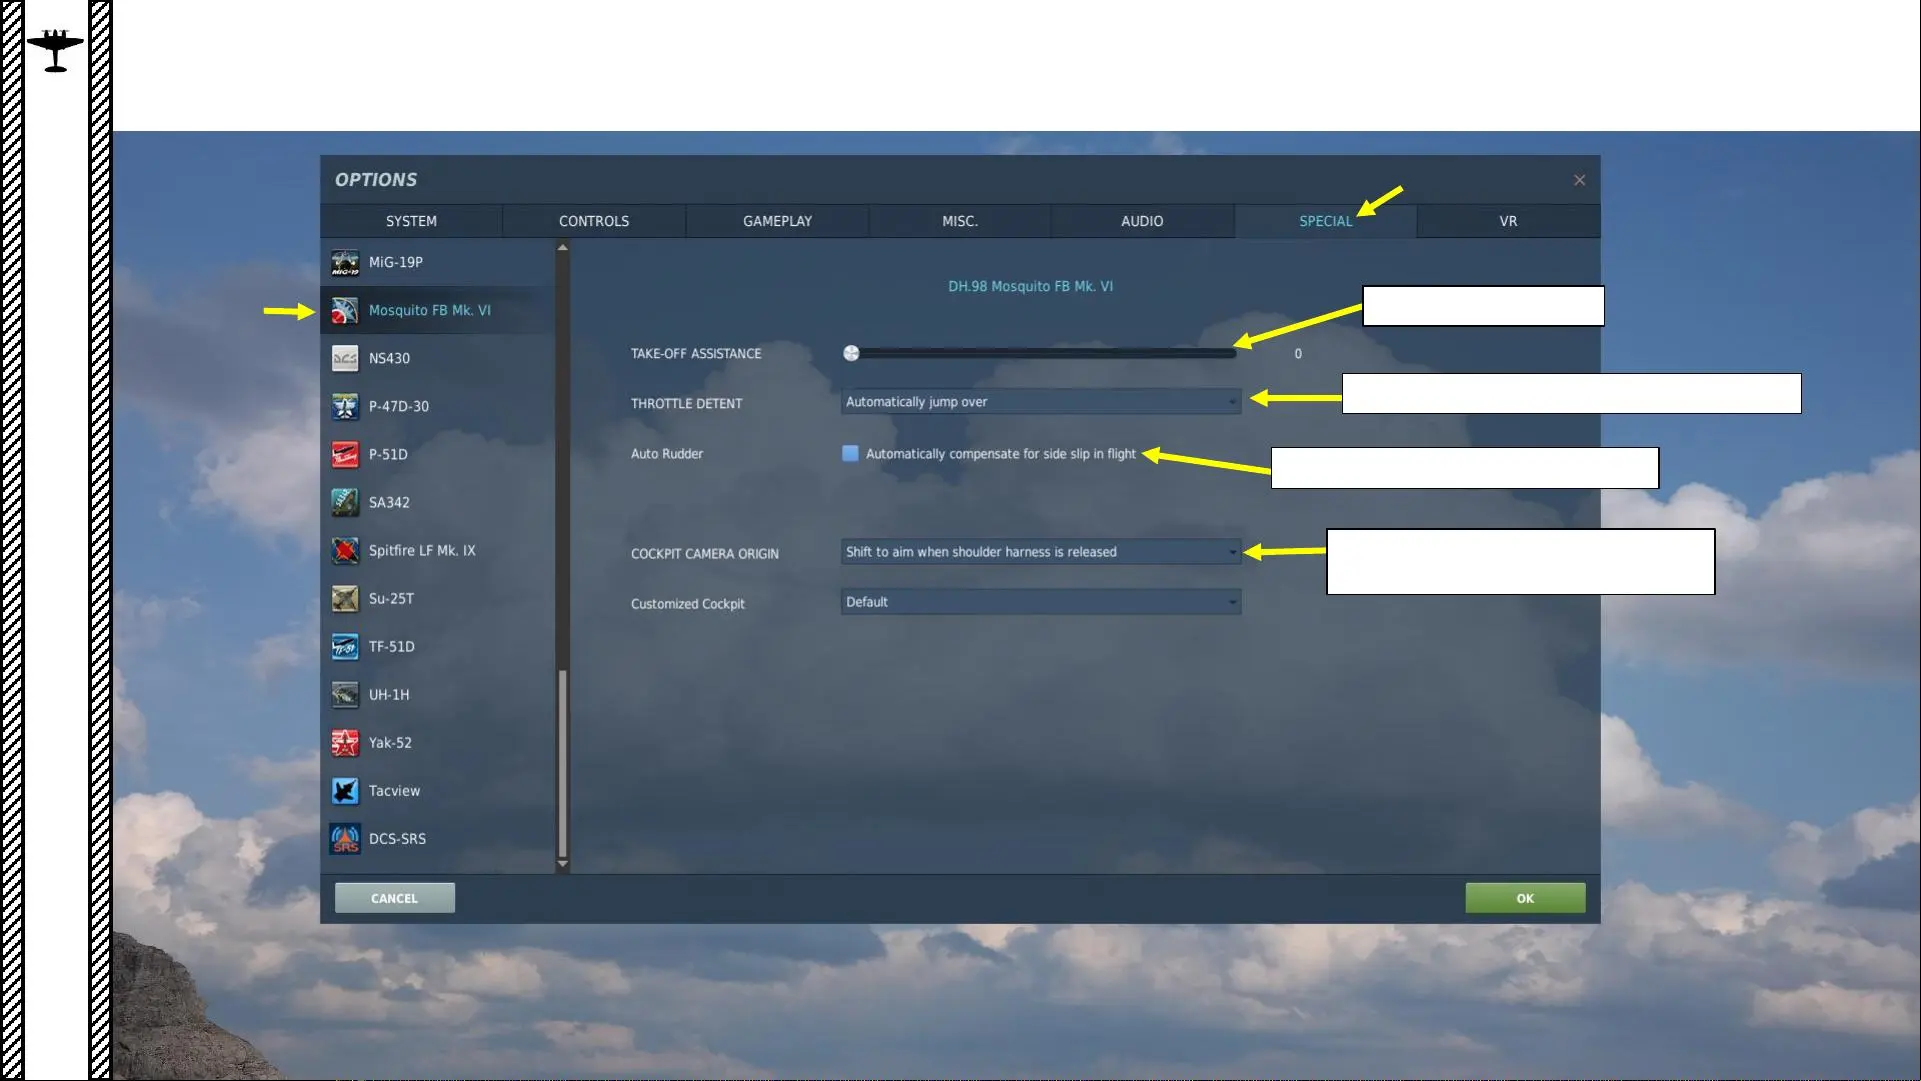 OPTIONS
SYSTEM CONTROLS GAMEPLAY MISC. AUDIO SPECIAL VR
MiG-19P
Mosquito FB Mk. VI
NS430
P-47D-30
P-51D
SA342
Spitfire LF Mk. IX
Su-25T
TF-51D
UH-1H
Yak-52
Tacview
DCS-SRS
DH.98 Mosquito FB Mk. VI
TAKE-OFF ASSISTANCE 0
THROTTLE DETENT Automatically jump over
Auto Rudder Automatically compensate for side slip in flight
COCKPIT CAMERA ORIGIN Shift to aim when shoulder harness is released
Customized Cockpit Default
CANCEL OK